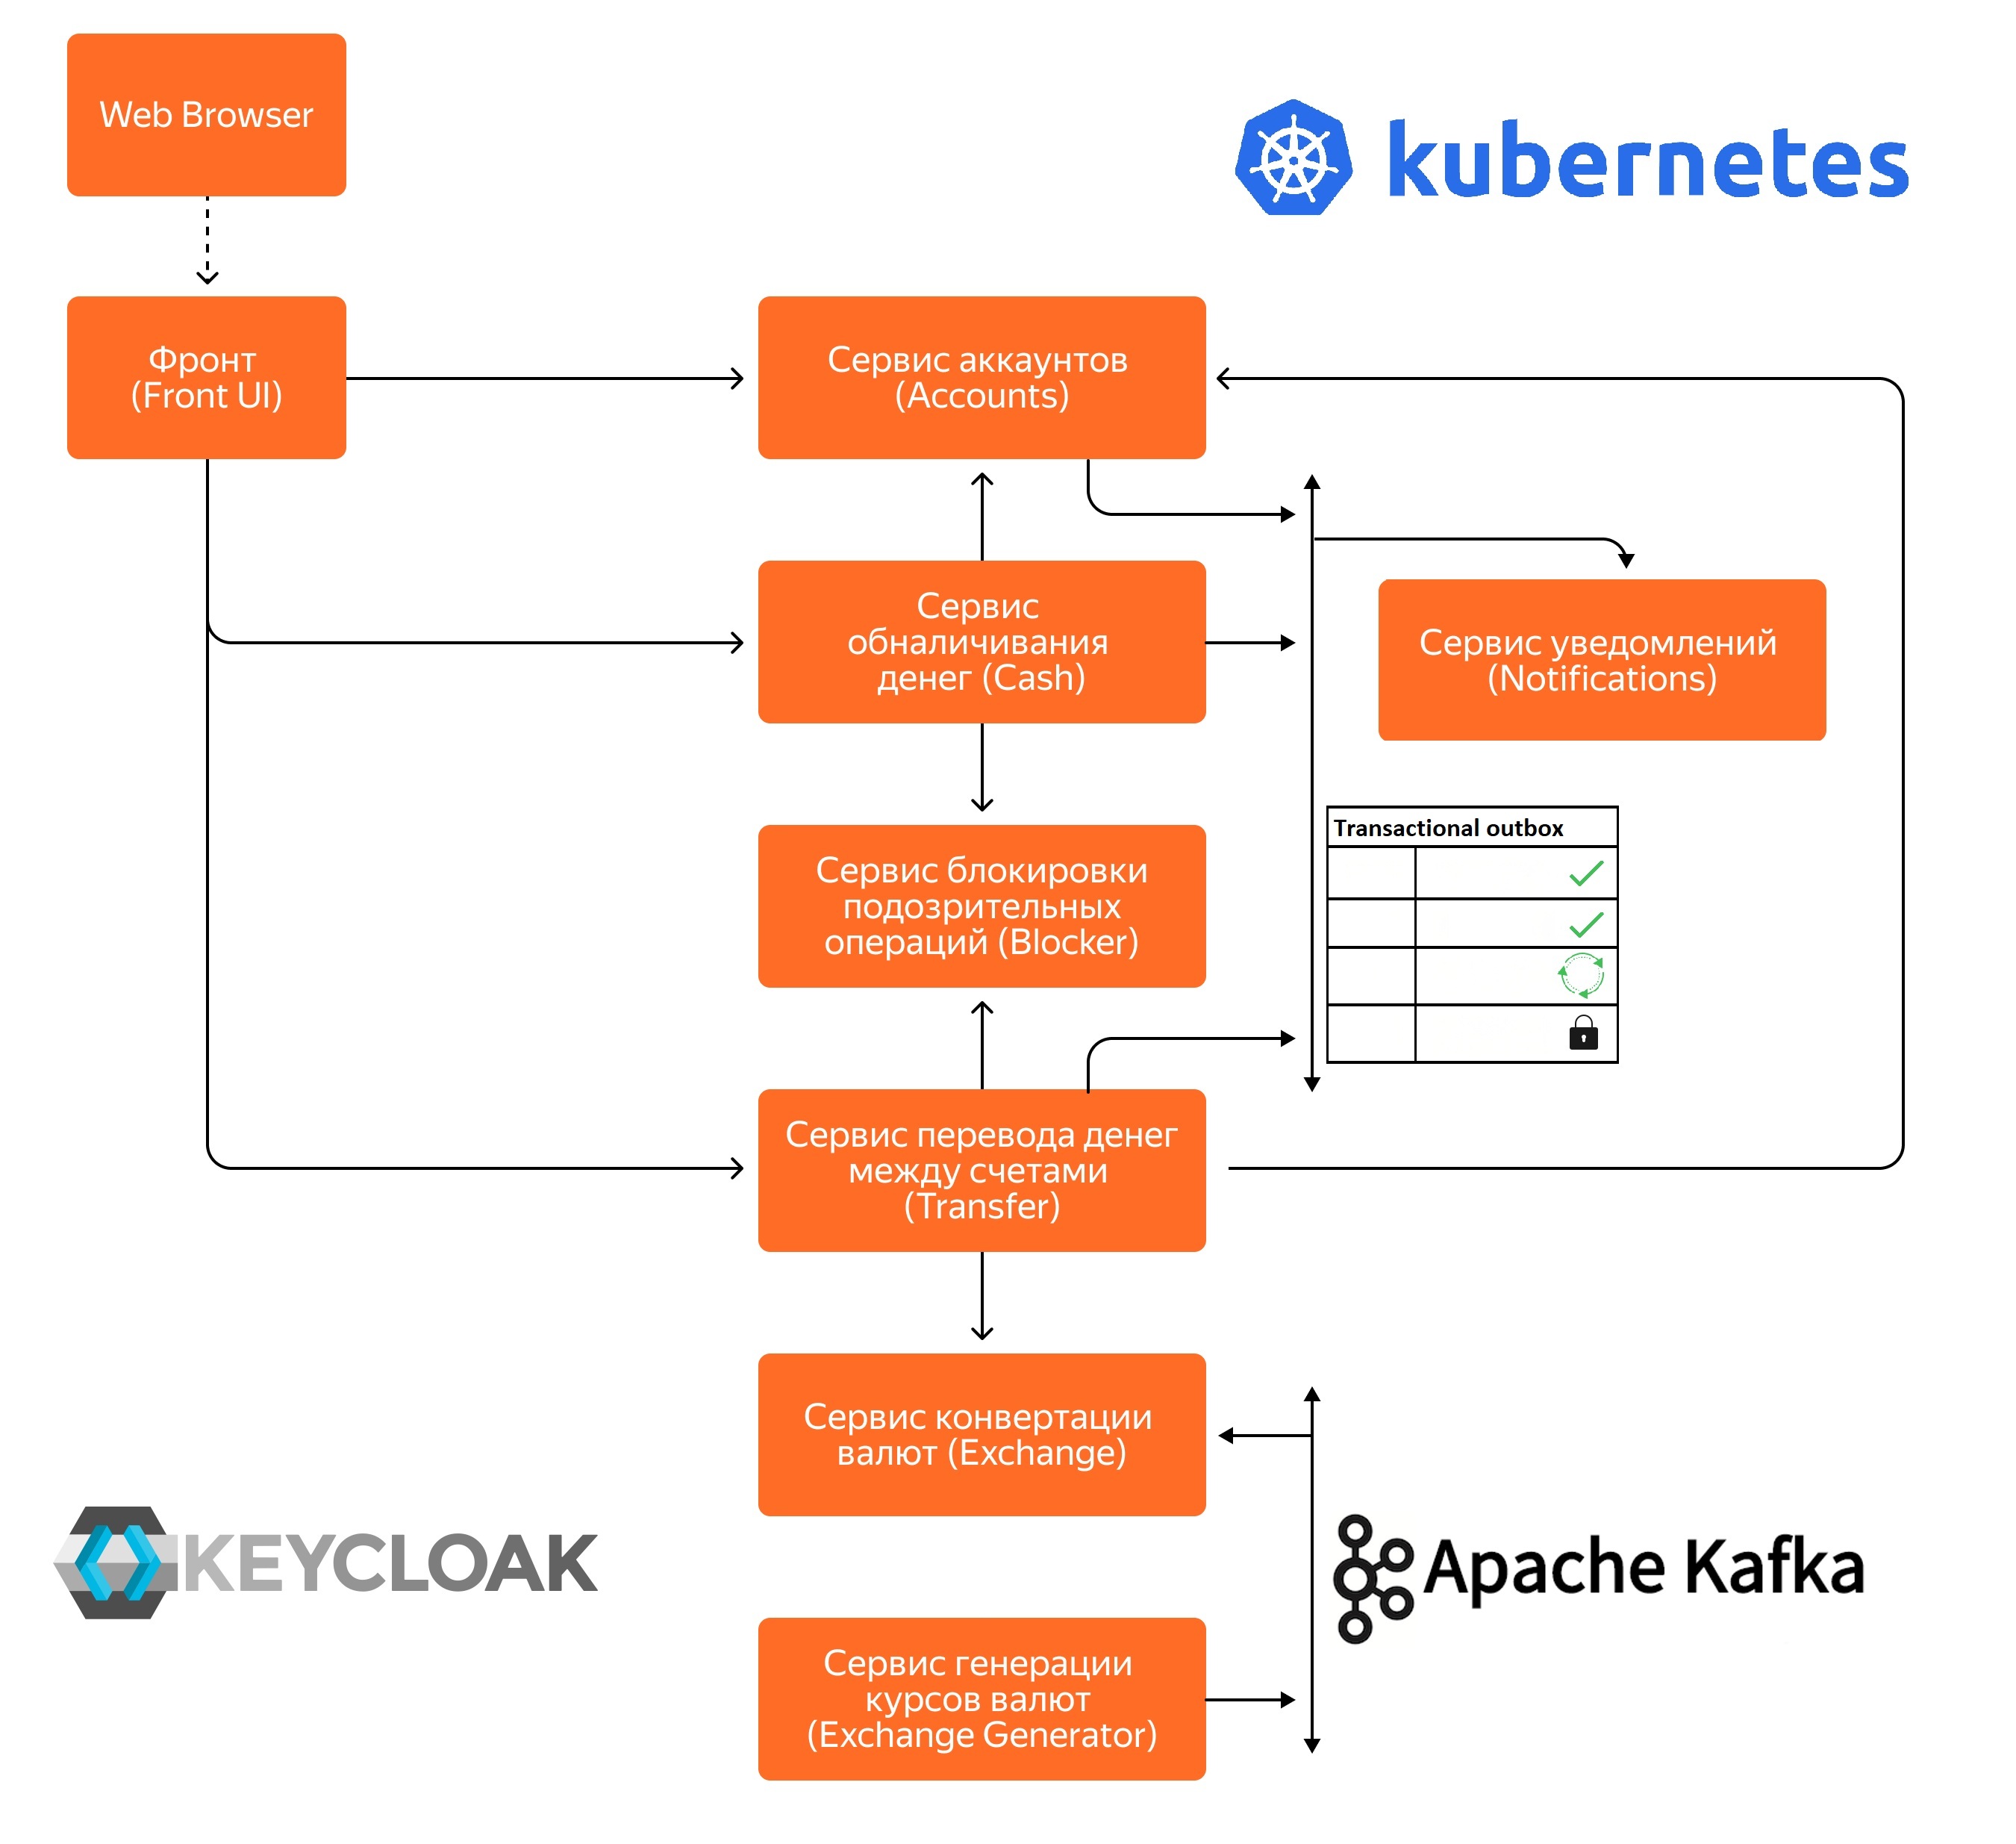 Web Browser
kubernetes
Фронт
(Front UI)
Сервис аккаунтов
(Accounts)
Сервис
обналичивания
денег (Cash)
Сервис уведомлений
(Notifications)
Transactional outbox
Сервис блокировки
подозрительных
операций (Blocker)
Сервис перевода денег
между счетами
(Transfer)
Сервис конвертации
валют (Exchange)
KEYCLOAK
Apache Kafka
Сервис генерации
курсов валют
(Exchange Generator)